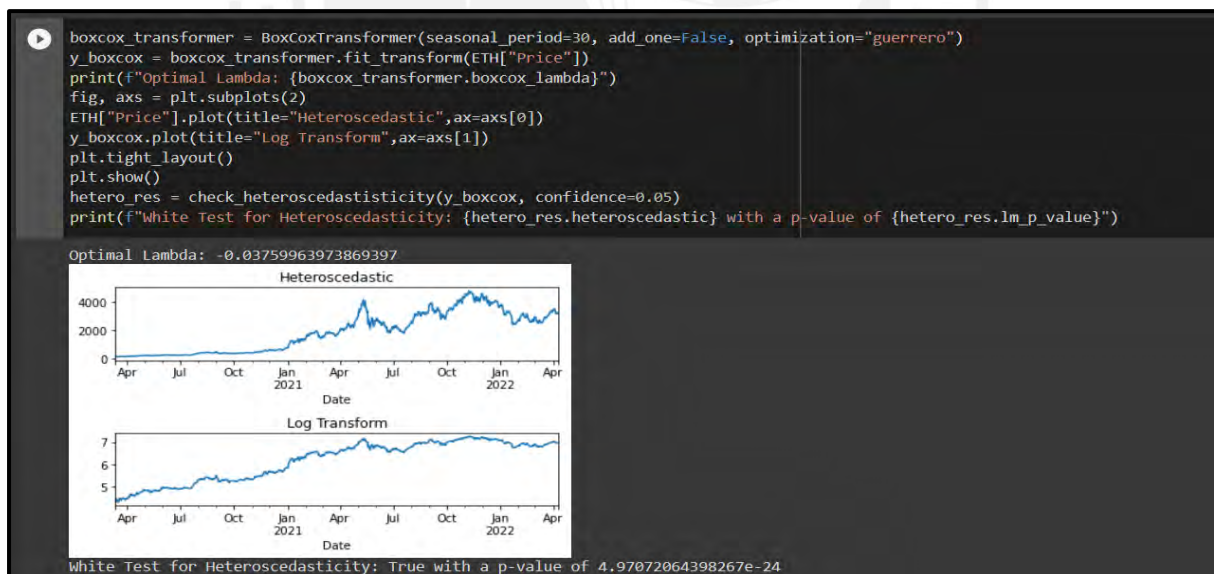 boxcox_transformer = BoxCoxTransformer(seasonal_period=30, add_one=False, optimization="guerrero")
y_boxcox = boxcox_transformer.fit_transform(ETH["Price"])
print(f"Optimal Lambda: {boxcox_transformer.boxcox_lambda}")
fig, axs = plt.subplots(2)
ETH["Price"].plot(title="Heteroscedastic",ax=axs[0])
y_boxcox.plot(title="Log Transform",ax=axs[1])
plt.tight_layout()
plt.show()
hetero_res = check_heteroscedastisticity(y_boxcox, confidence=0.05)
print(f"White Test for Heteroscedasticity: {hetero_res.heteroscedastic} with a p-value of {hetero_res.lm_p_value}")
Optimal Lambda: -0.03759963973869397
Heteroscedastic
4000
2000
0
Apr Jul Oct Jan Apr Jul Oct Jan Apr
2021 2022
Date
Log Transform
7
6
5
Apr Jul Oct Jan Apr Jul Oct Jan Apr
2021 2022
Date
White Test for Heteroscedasticity: True with a p-value of 4.97072064398267e-24